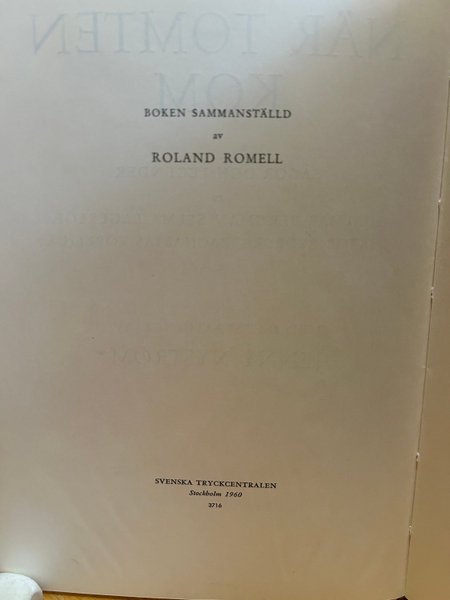 BOKEN SAMMANSTÄLLD
av
ROLAND ROMELL
SVENSKA TRYCKCENTRALEN
Stockholm 1960
3716